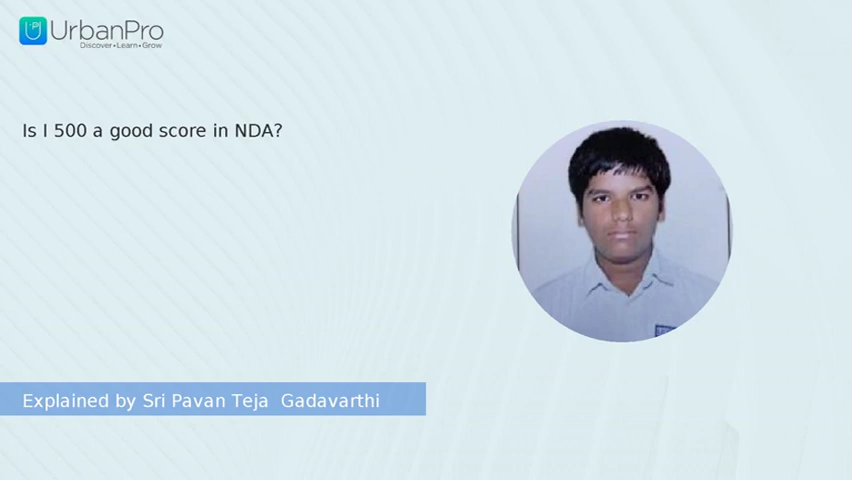 UrbanPro
Discover•Learn•Grow
Is I 500 a good score in NDA?
Explained by Sri Pavan Teja  Gadavarthi